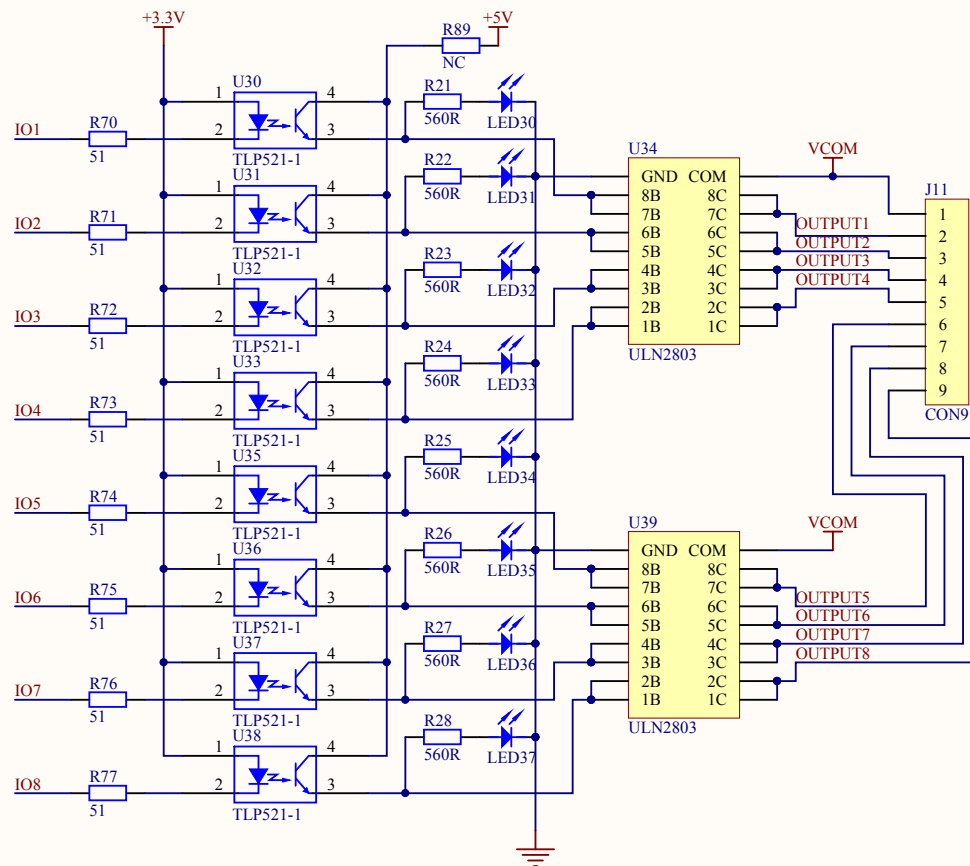 +3.3V
+5V
R89
NC
U30
1
4
R21
560R
LED30
IO1
R70
51
2
3
TLP521-1
U31
1
4
R22
560R
LED31
IO2
R71
51
2
3
TLP521-1
U32
1
4
R23
560R
LED32
IO3
R72
51
2
3
TLP521-1
U33
1
4
R24
560R
LED33
IO4
R73
51
2
3
TLP521-1
U35
1
4
R25
560R
LED34
IO5
R74
51
2
3
TLP521-1
U36
1
4
R26
560R
LED35
IO6
R75
51
2
3
TLP521-1
U37
1
4
R27
560R
LED36
IO7
R76
51
2
3
TLP521-1
U38
1
4
R28
560R
LED37
IO8
R77
51
2
3
TLP521-1
U34
GND COM
8B 8C
7B 7C
6B 6C
5B 5C
4B 4C
3B 3C
2B 2C
1B 1C
ULN2803
VCOM
OUTPUT1
OUTPUT2
OUTPUT3
OUTPUT4
J11
1
2
3
4
5
6
7
8
9
CON9
U39
GND COM
8B 8C
7B 7C
6B 6C
5B 5C
4B 4C
3B 3C
2B 2C
1B 1C
ULN2803
VCOM
OUTPUT5
OUTPUT6
OUTPUT7
OUTPUT8